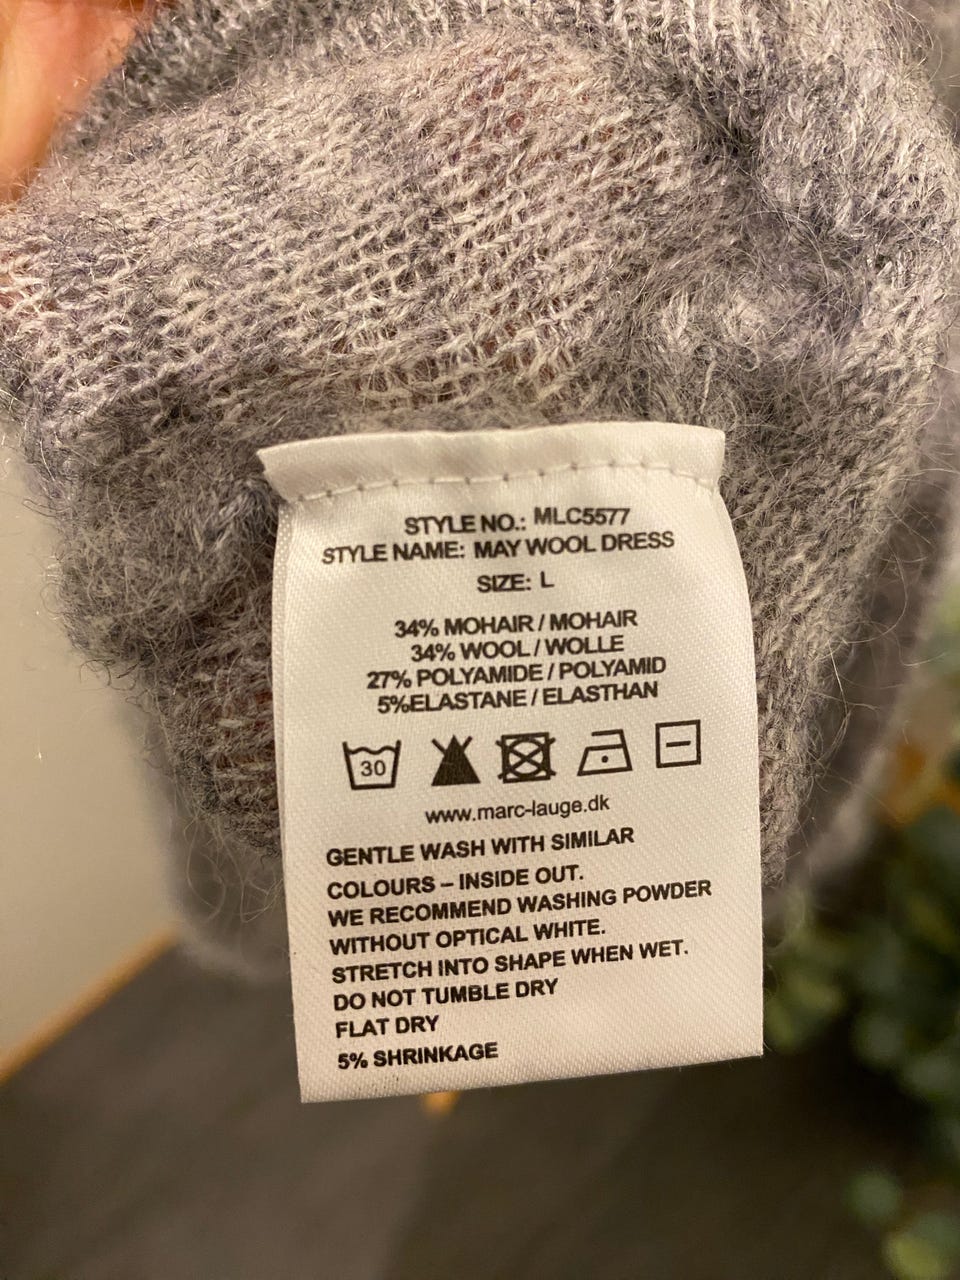 STYLE NO.: MLC5577
STYLE NAME: MAY WOOL DRESS
SIZE: L
34% MOHAIR / MOHAIR
34% WOOL / WOLLE
27% POLYAMIDE / POLYAMID
5%ELASTANE / ELASTHAN
30
www.marc-lauge.dk
GENTLE WASH WITH SIMILAR
COLOURS – INSIDE OUT.
WE RECOMMEND WASHING POWDER
WITHOUT OPTICAL WHITE.
STRETCH INTO SHAPE WHEN WET.
DO NOT TUMBLE DRY
FLAT DRY
5% SHRINKAGE